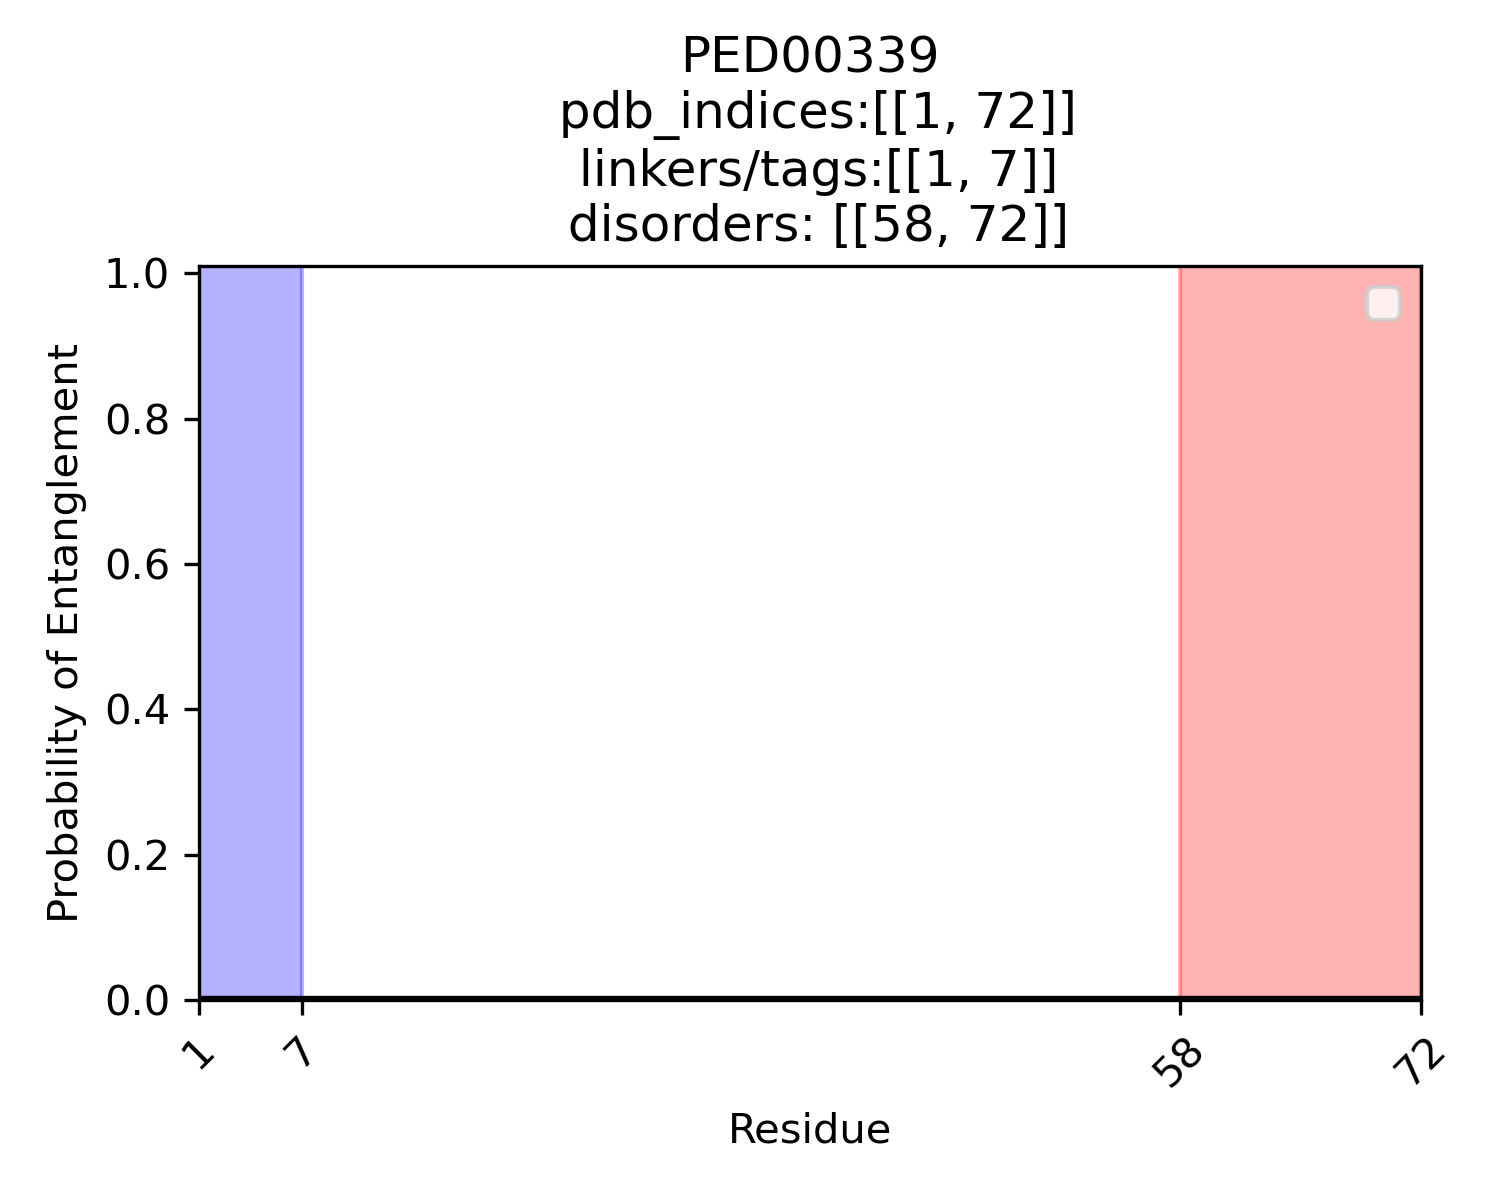 PED00339
pdb_indices:[[1, 72]]
linkers/tags:[[1, 7]]
disorders: [[58, 72]]
Probability of Entanglement
1.0
0.8
0.6
0.4
0.2
0.0
1
7
58
72
Residue